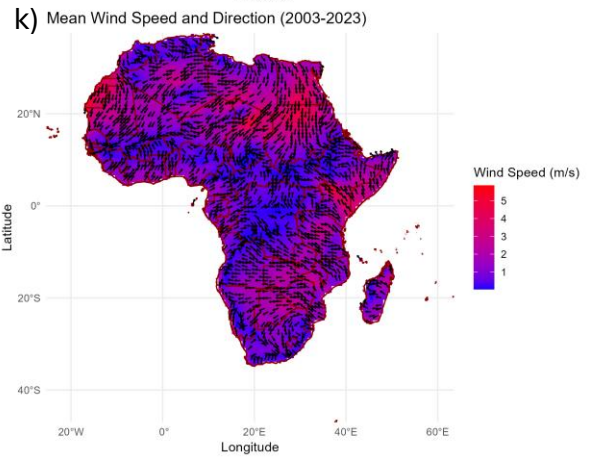 k) Mean Wind Speed and Direction (2003-2023)
20°N
0°
20°S
40°S
Latitude
20°W 0° 20°E 40°E 60°E
Longitude
Wind Speed (m/s)
5
4
3
2
1